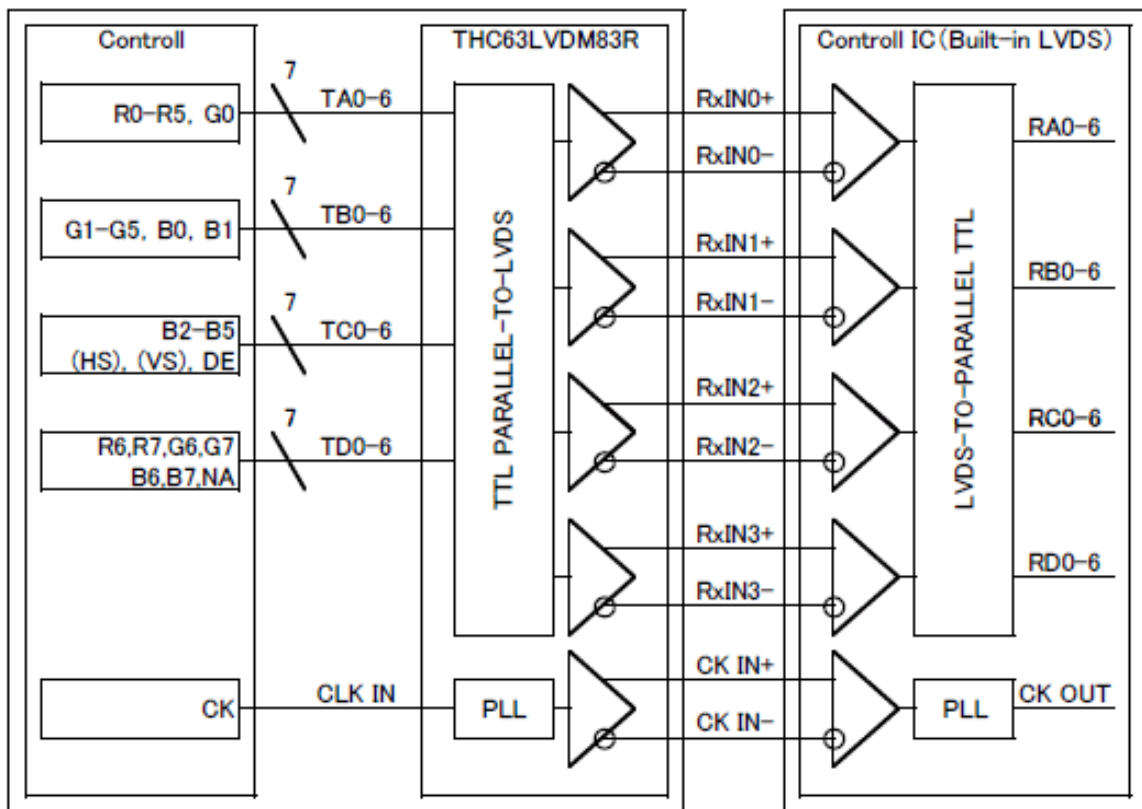 Controll
THC63LVDM83R
Controll IC(Built-in LVDS)
R0-R5, G0
7
TA0-6
RxIN0+
RxIN0-
RA0-6
G1-G5, B0, B1
7
TB0-6
RxIN1+
RxIN1-
RB0-6
B2-B5
(HS), (VS), DE
7
TC0-6
RxIN2+
RxIN2-
RC0-6
R6,R7,G6,G7
B6,B7,NA
7
TD0-6
RxIN3+
RxIN3-
RD0-6
TTL PARALLEL-TO-LVDS
LVDS-TO-PARALLEL TTL
CK
CLK IN
PLL
CK IN+
CK IN-
PLL
CK OUT